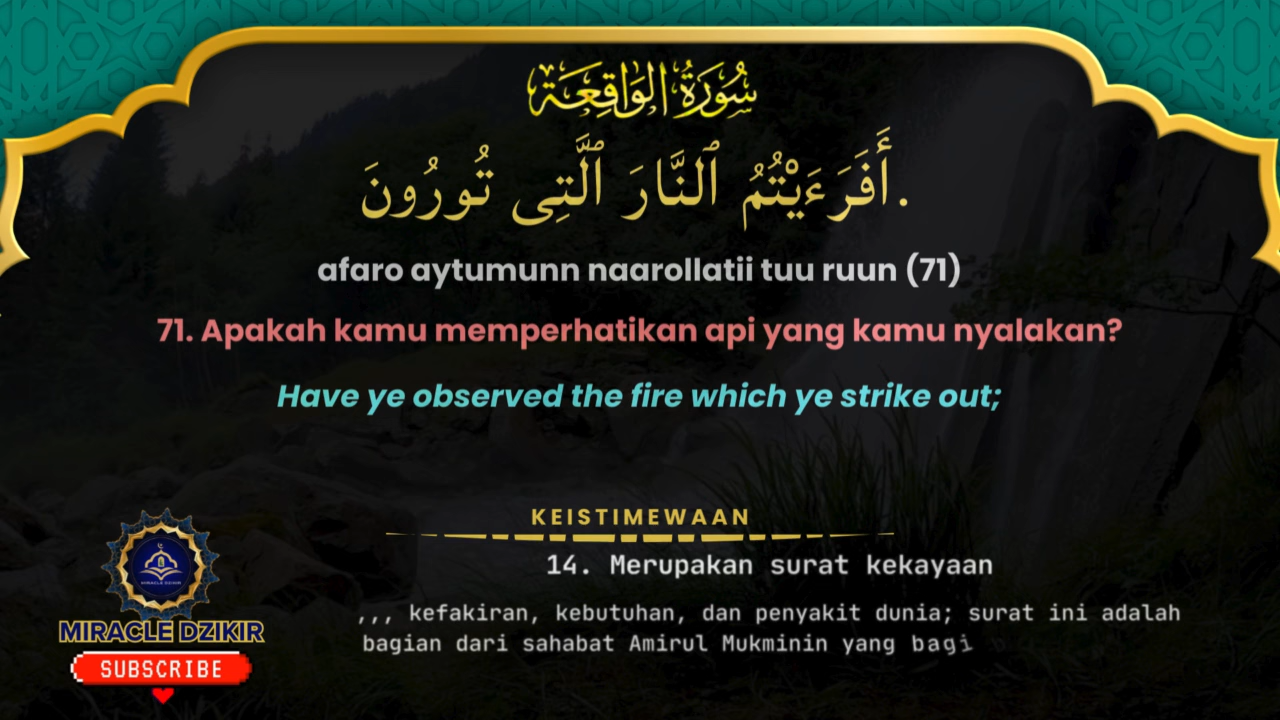 سُورَةُ الوَاقِعَة
أَفَرَءَيْتُمُ ٱلنَّارَ ٱلَّتِى تُورُونَ.
afaro aytumunn naarollatii tuu ruun (71)
71. Apakah kamu memperhatikan api yang kamu nyalakan?
Have ye observed the fire which ye strike out;
KEISTIMEWAAN
14. Merupakan surat kekayaan
,,, kefakiran, kebutuhan, dan penyakit dunia; surat ini adalah
bagian dari sahabat Amirul Mukminin yang bagi
MIRACLE DZIKIR
MIRACLE DZIKIR
SUBSCRIBE